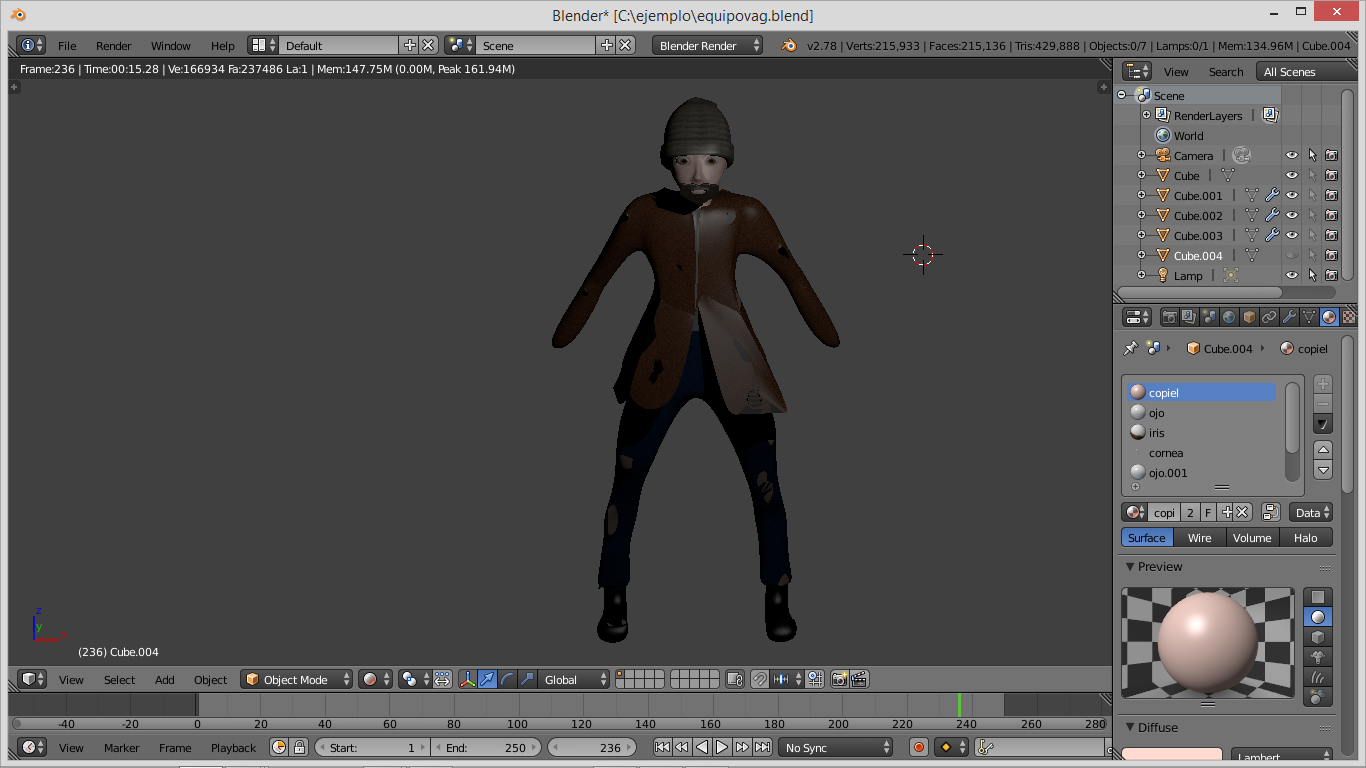 Blender* [C:\ejemplo\equipovag.blend]
File Render Window Help Default Scene Blender Render v2.78 | Verts:215,933 | Faces:215,136 | Tris:429,888 | Objects:0/7 | Lamps:0/1 | Mem:134.96M | Cube.004
Frame:236 | Time:00:15.28 | Ve:166934 Fa:237486 La:1 | Mem:147.75M (0.00M, Peak 161.94M)
View Search All Scenes
Scene
RenderLayers |
World
Camera |
Cube |
Cube.001 |
Cube.002 |
Cube.003 |
Cube.004 |
Lamp |
Cube.004 copiel
copiel
ojo
iris
cornea
ojo.001
copi 2 F Data
Surface Wire Volume Halo
Preview
Diffuse
Lambert
z
y
x
(236) Cube.004
View Select Add Object Object Mode Global
-40 -20 0 20 40 60 80 100 120 140 160 180 200 220 240 260 280
View Marker Frame Playback Start: 1 End: 250 236 No Sync